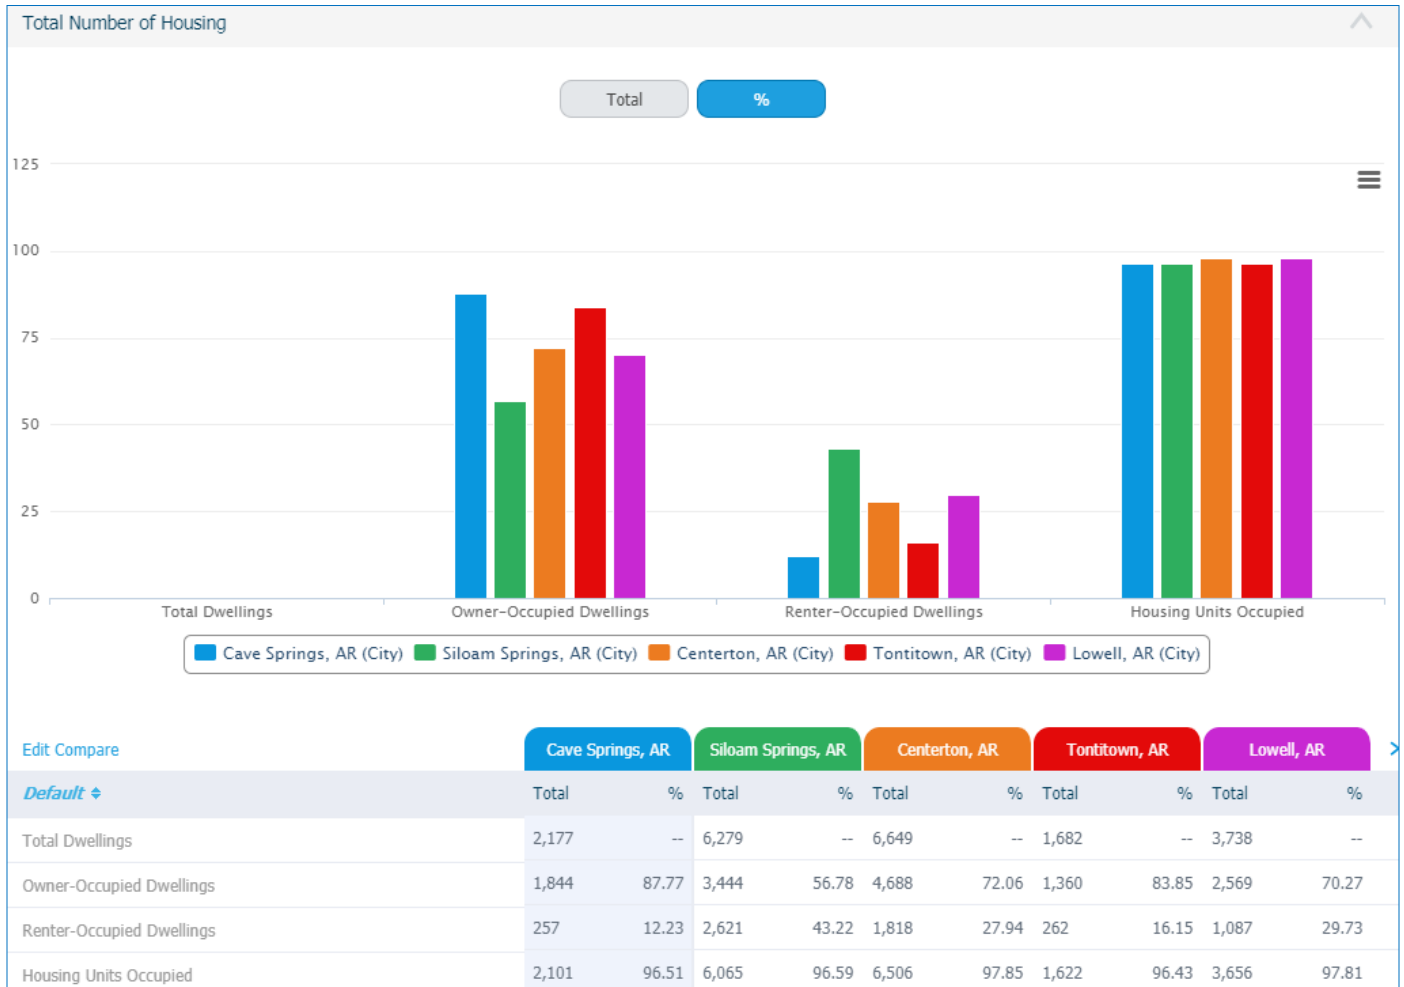 Total Number of Housing
Total %
125
100
75
50
25
0
Total Dwellings Owner-Occupied Dwellings Renter-Occupied Dwellings Housing Units Occupied
Cave Springs, AR (City) Siloam Springs, AR (City) Centerton, AR (City) Tontitown, AR (City) Lowell, AR (City)
Edit Compare Cave Springs, AR Siloam Springs, AR Centerton, AR Tontitown, AR Lowell, AR
Default Total % Total % Total % Total % Total %
Total Dwellings 2,177 -- 6,279 -- 6,649 -- 1,682 -- 3,738 --
Owner-Occupied Dwellings 1,844 87.77 3,444 56.78 4,688 72.06 1,360 83.85 2,569 70.27
Renter-Occupied Dwellings 257 12.23 2,621 43.22 1,818 27.94 262 16.15 1,087 29.73
Housing Units Occupied 2,101 96.51 6,065 96.59 6,506 97.85 1,622 96.43 3,656 97.81